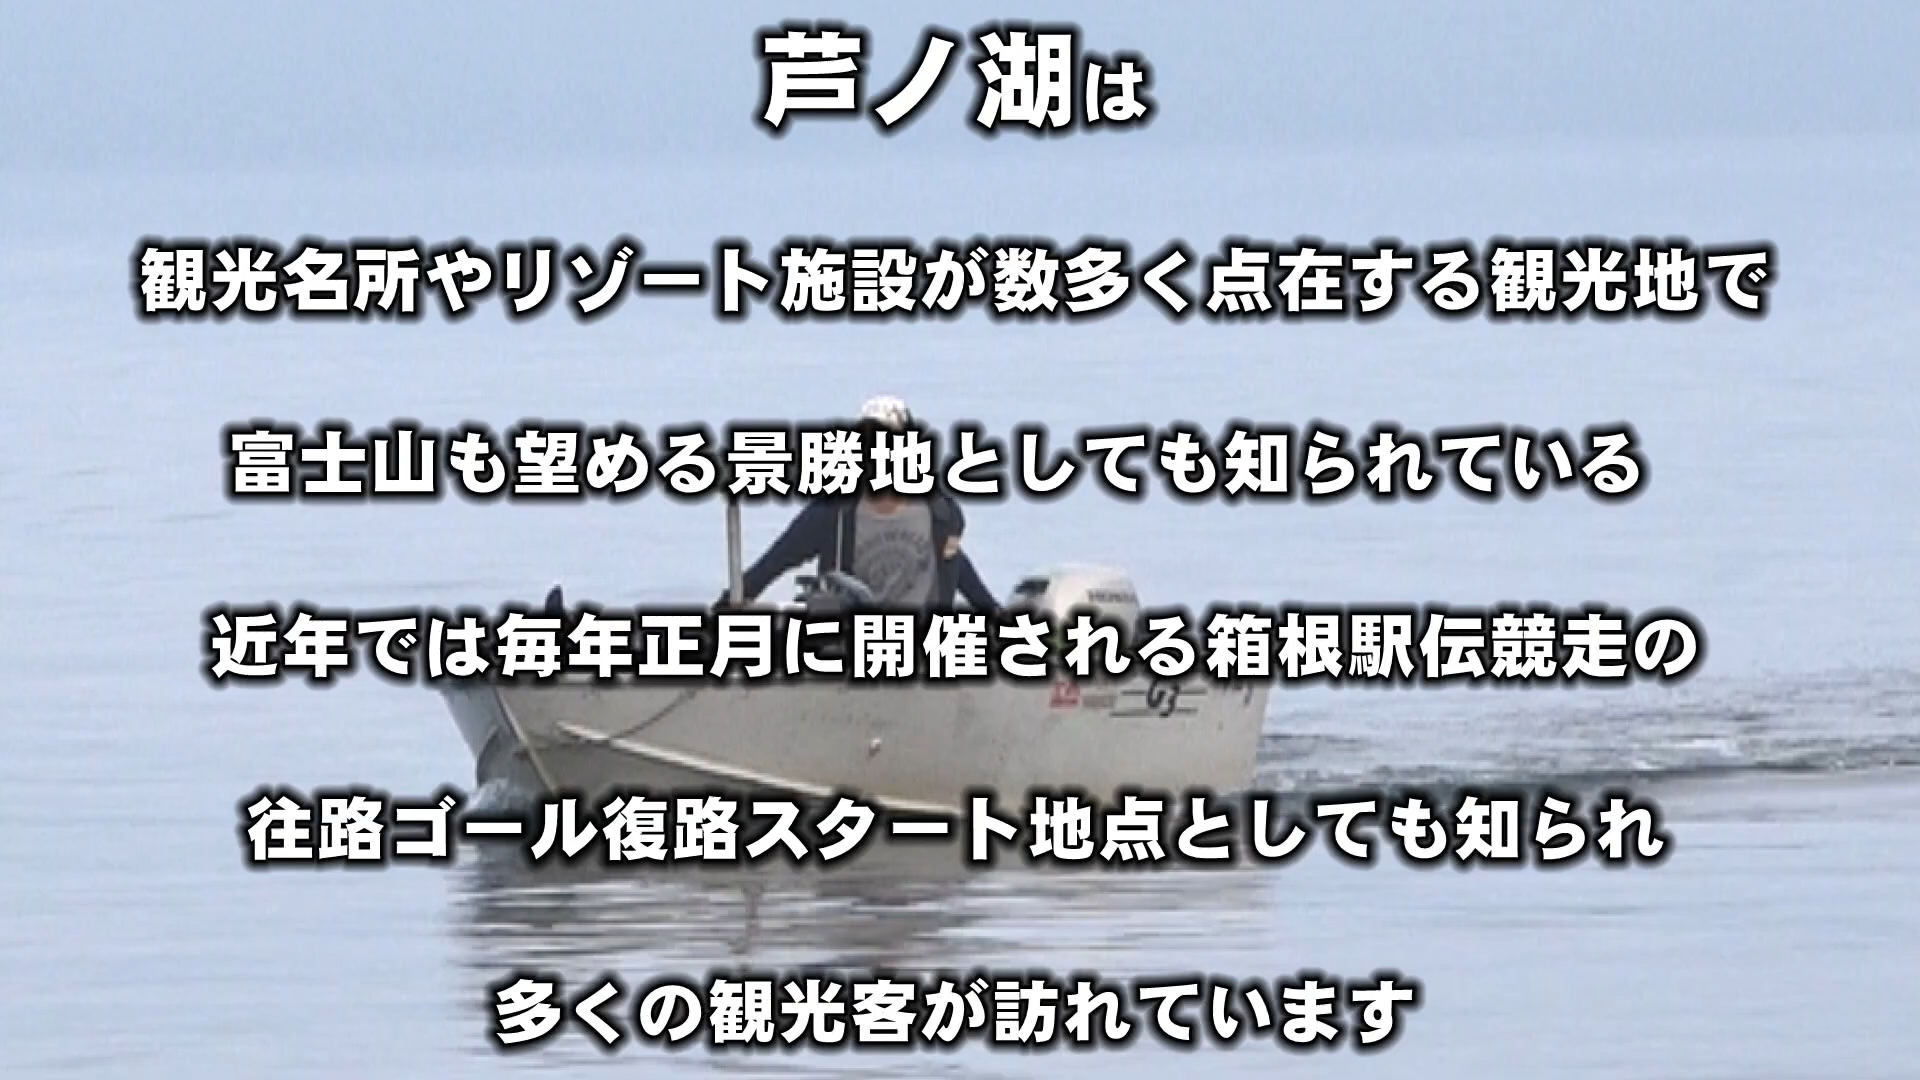 芦ノ湖は
観光名所やリゾート施設が数多く点在する観光地で
富士山も望める景勝地としても知られている
近年では毎年正月に開催される箱根駅伝競走の
HONDA
G3
往路ゴール復路スタート地点としても知られ
多くの観光客が訪れています